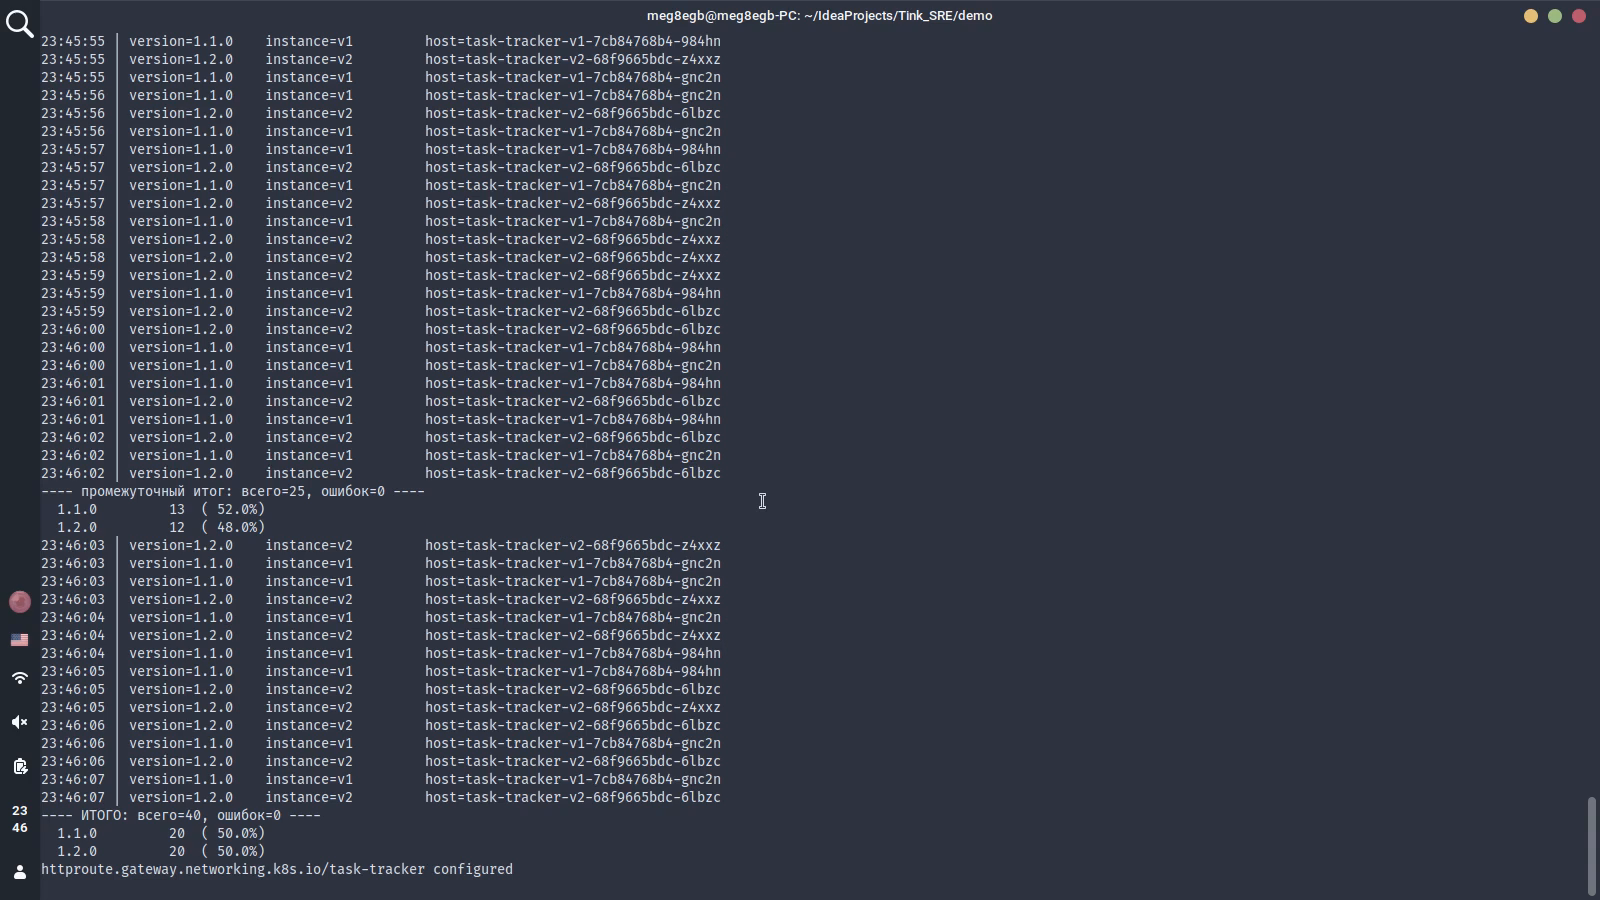 meg8egb@meg8egb-PC: ~/IdeaProjects/Tink_SRE/demo
23:45:55 │ version=1.1.0    instance=v1         host=task-tracker-v1-7cb84768b4-984hn
23:45:55 │ version=1.2.0    instance=v2         host=task-tracker-v2-68f9665bdc-z4xxz
23:45:55 │ version=1.1.0    instance=v1         host=task-tracker-v1-7cb84768b4-gnc2n
23:45:56 │ version=1.1.0    instance=v1         host=task-tracker-v1-7cb84768b4-984hn
23:45:56 │ version=1.2.0    instance=v2         host=task-tracker-v2-68f9665bdc-6lbzc
23:45:56 │ version=1.1.0    instance=v1         host=task-tracker-v1-7cb84768b4-gnc2n
23:45:57 │ version=1.1.0    instance=v1         host=task-tracker-v1-7cb84768b4-984hn
23:45:57 │ version=1.2.0    instance=v2         host=task-tracker-v2-68f9665bdc-6lbzc
23:45:57 │ version=1.1.0    instance=v1         host=task-tracker-v1-7cb84768b4-gnc2n
23:45:57 │ version=1.2.0    instance=v2         host=task-tracker-v2-68f9665bdc-z4xxz
23:45:58 │ version=1.1.0    instance=v1         host=task-tracker-v1-7cb84768b4-gnc2n
23:45:58 │ version=1.2.0    instance=v2         host=task-tracker-v2-68f9665bdc-z4xxz
23:45:58 │ version=1.2.0    instance=v2         host=task-tracker-v2-68f9665bdc-z4xxz
23:45:59 │ version=1.2.0    instance=v2         host=task-tracker-v2-68f9665bdc-z4xxz
23:45:59 │ version=1.1.0    instance=v1         host=task-tracker-v1-7cb84768b4-984hn
23:45:59 │ version=1.2.0    instance=v2         host=task-tracker-v2-68f9665bdc-6lbzc
23:46:00 │ version=1.2.0    instance=v2         host=task-tracker-v2-68f9665bdc-6lbzc
23:46:00 │ version=1.1.0    instance=v1         host=task-tracker-v1-7cb84768b4-984hn
23:46:00 │ version=1.1.0    instance=v1         host=task-tracker-v1-7cb84768b4-gnc2n
23:46:01 │ version=1.1.0    instance=v1         host=task-tracker-v1-7cb84768b4-984hn
23:46:01 │ version=1.2.0    instance=v2         host=task-tracker-v2-68f9665bdc-6lbzc
23:46:01 │ version=1.1.0    instance=v1         host=task-tracker-v1-7cb84768b4-984hn
23:46:02 │ version=1.2.0    instance=v2         host=task-tracker-v2-68f9665bdc-6lbzc
23:46:02 │ version=1.1.0    instance=v1         host=task-tracker-v1-7cb84768b4-gnc2n
23:46:02 │ version=1.2.0    instance=v2         host=task-tracker-v2-68f9665bdc-6lbzc
---- промежуточный итог: всего=25, ошибок=0 ----
  1.1.0         13  ( 52.0%)
  1.2.0         12  ( 48.0%)
23:46:03 │ version=1.2.0    instance=v2         host=task-tracker-v2-68f9665bdc-z4xxz
23:46:03 │ version=1.1.0    instance=v1         host=task-tracker-v1-7cb84768b4-gnc2n
23:46:03 │ version=1.1.0    instance=v1         host=task-tracker-v1-7cb84768b4-gnc2n
23:46:03 │ version=1.2.0    instance=v2         host=task-tracker-v2-68f9665bdc-z4xxz
23:46:04 │ version=1.1.0    instance=v1         host=task-tracker-v1-7cb84768b4-gnc2n
23:46:04 │ version=1.2.0    instance=v2         host=task-tracker-v2-68f9665bdc-z4xxz
23:46:04 │ version=1.1.0    instance=v1         host=task-tracker-v1-7cb84768b4-984hn
23:46:05 │ version=1.1.0    instance=v1         host=task-tracker-v1-7cb84768b4-984hn
23:46:05 │ version=1.2.0    instance=v2         host=task-tracker-v2-68f9665bdc-6lbzc
23:46:05 │ version=1.2.0    instance=v2         host=task-tracker-v2-68f9665bdc-z4xxz
23:46:06 │ version=1.2.0    instance=v2         host=task-tracker-v2-68f9665bdc-6lbzc
23:46:06 │ version=1.1.0    instance=v1         host=task-tracker-v1-7cb84768b4-gnc2n
23:46:06 │ version=1.2.0    instance=v2         host=task-tracker-v2-68f9665bdc-6lbzc
23:46:07 │ version=1.1.0    instance=v1         host=task-tracker-v1-7cb84768b4-gnc2n
23:46:07 │ version=1.2.0    instance=v2         host=task-tracker-v2-68f9665bdc-6lbzc
---- ИТОГО: всего=40, ошибок=0 ----
  1.1.0         20  ( 50.0%)
  1.2.0         20  ( 50.0%)
httproute.gateway.networking.k8s.io/task-tracker configured
23
46